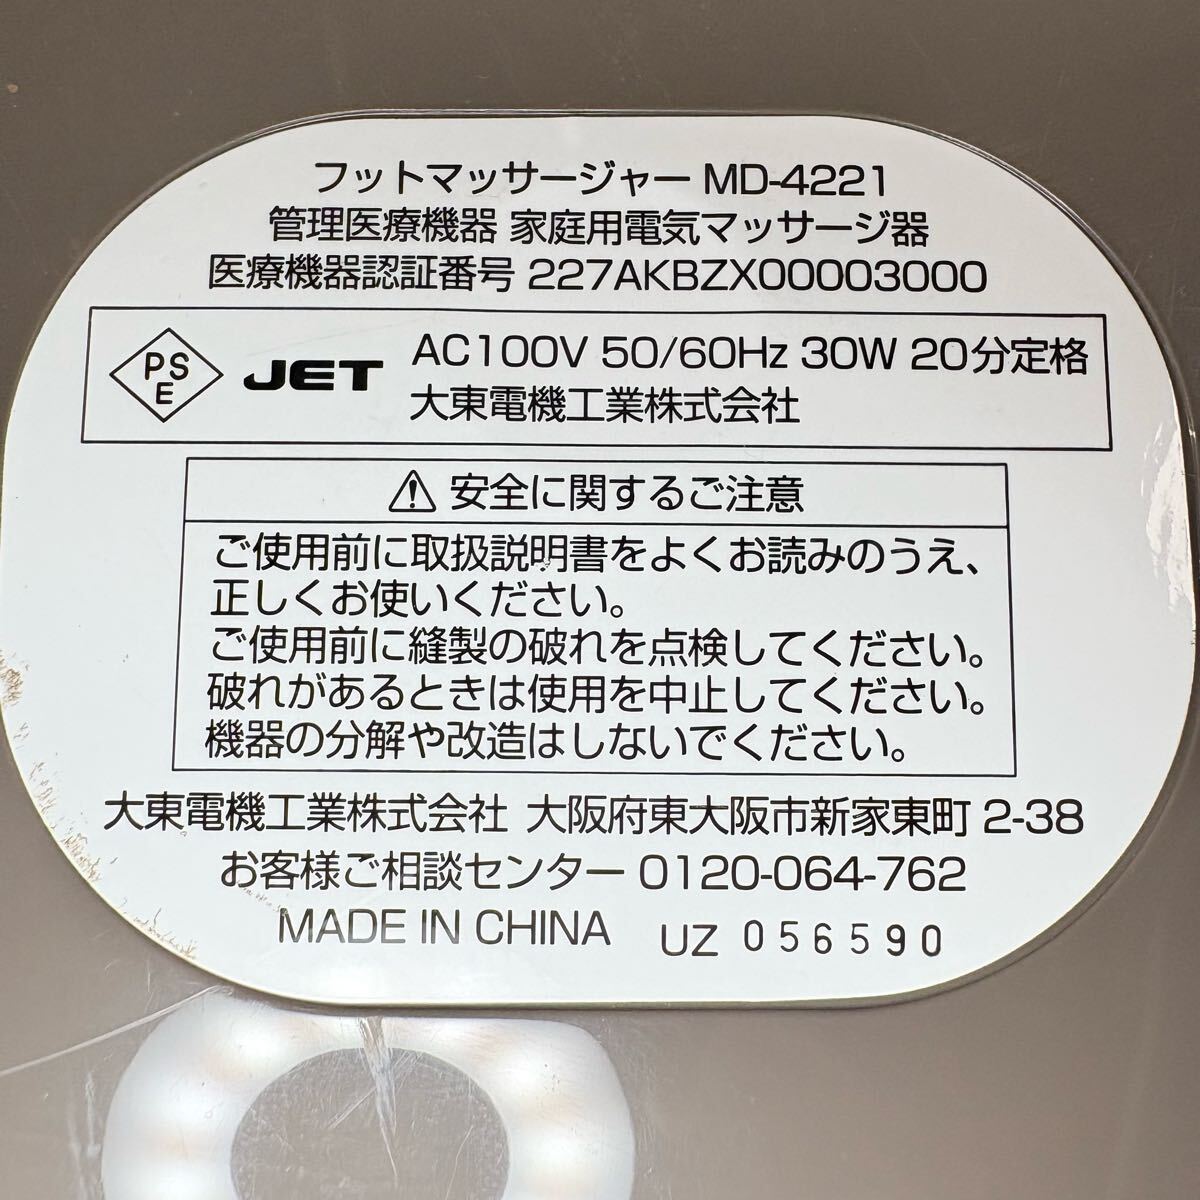 フットマッサージャー MD-4221
管理医療機器 家庭用電気マッサージ器
医療機器認証番号 227AKBZX00003000
PSE JET AC100V 50/60Hz 30W 20分定格
大東電機工業株式会社
⚠ 安全に関するご注意
ご使用前に取扱説明書をよくお読みのうえ、
正しくお使いください。
ご使用前に縫製の破れを点検してください。
破れがあるときは使用を中止してください。
機器の分解や改造はしないでください。
大東電機工業株式会社 大阪府東大阪市新家東町 2-38
お客様ご相談センター 0120-064-762
MADE IN CHINA UZ 056590